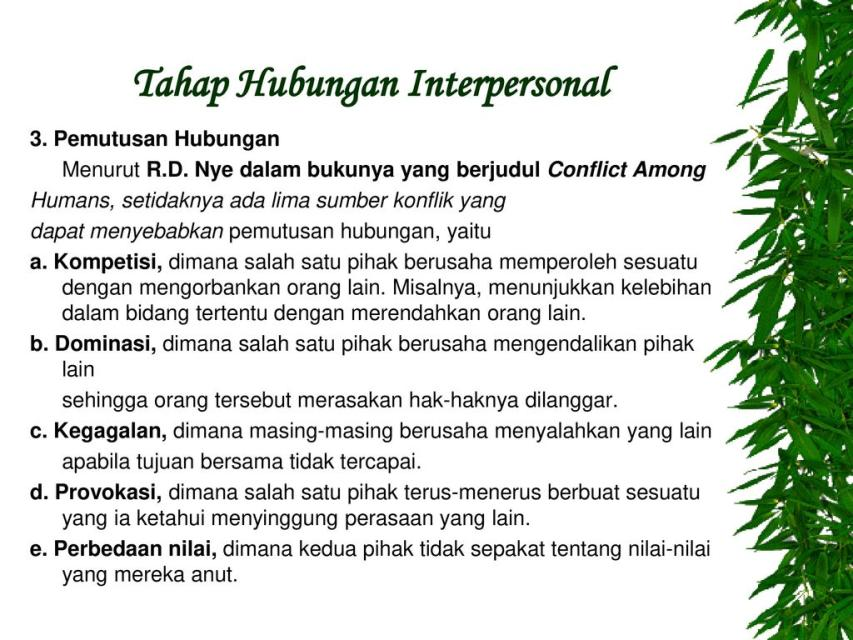 Tahap Hubungan Interpersonal
3. Pemutusan Hubungan
Menurut R.D. Nye dalam bukunya yang berjudul Conflict Among
Humans, setidaknya ada lima sumber konflik yang
dapat menyebabkan pemutusan hubungan, yaitu
a. Kompetisi, dimana salah satu pihak berusaha memperoleh sesuatu
dengan mengorbankan orang lain. Misalnya, menunjukkan kelebihan
dalam bidang tertentu dengan merendahkan orang lain.
b. Dominasi, dimana salah satu pihak berusaha mengendalikan pihak
lain
sehingga orang tersebut merasakan hak-haknya dilanggar.
c. Kegagalan, dimana masing-masing berusaha menyalahkan yang lain
apabila tujuan bersama tidak tercapai.
d. Provokasi, dimana salah satu pihak terus-menerus berbuat sesuatu
yang ia ketahui menyinggung perasaan yang lain.
e. Perbedaan nilai, dimana kedua pihak tidak sepakat tentang nilai-nilai
yang mereka anut.